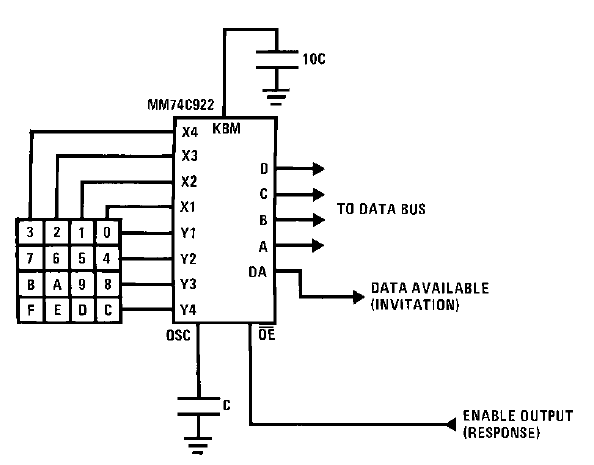 10C
MM74C922
KBM
X4
X3
X2
X1
Y1
Y2
Y3
Y4
D
C
B
A
DA
TO DATA BUS
DATA AVAILABLE
(INVITATION)
3 2 1 0
7 6 5 4
B A 9 8
F E D C
OSC
OE
C
ENABLE OUTPUT
(RESPONSE)